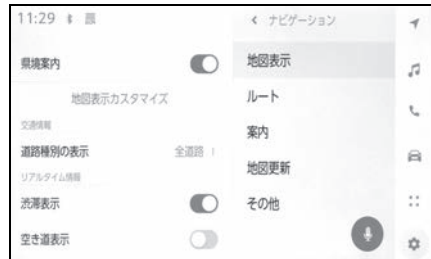 11:29
県境案内
地図表示カスタマイズ
交通情報
道路種別の表示 全道路
リアルタイム情報
渋滞表示
空き道表示
ナビゲーション
地図表示
ルート
案内
地図更新
その他